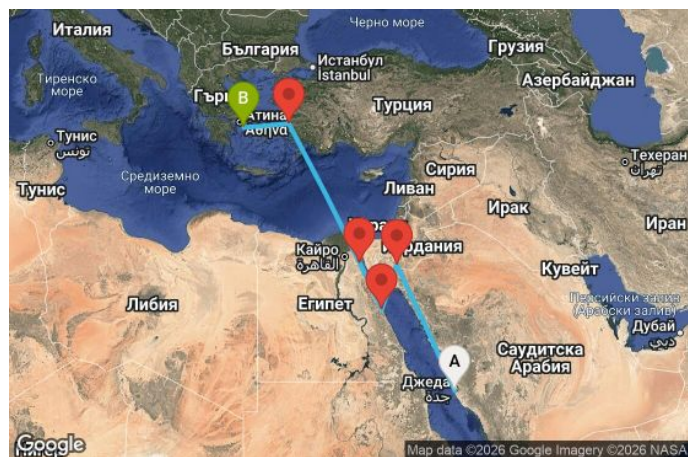 Черно море
Италия
България
Грузия
Истанбул
İstanbul
Азербайджан
Тиренско
море
Гър
B
Атина
Αθήνα
Турция
Тунис
تونس
Техеран
تهران
Тунис
Средиземно
море
Сирия
Ливан
Ирак
Иран
Кайро
القاهرة
Йордания
Кувейт
Либия
Египет
Персийски залив
(Арабски залив)
Дубай
دبي
A
Саудитска
Арабия
Джеда
جدة
Google
Map data ©2026 Google Imagery ©2026 NASA